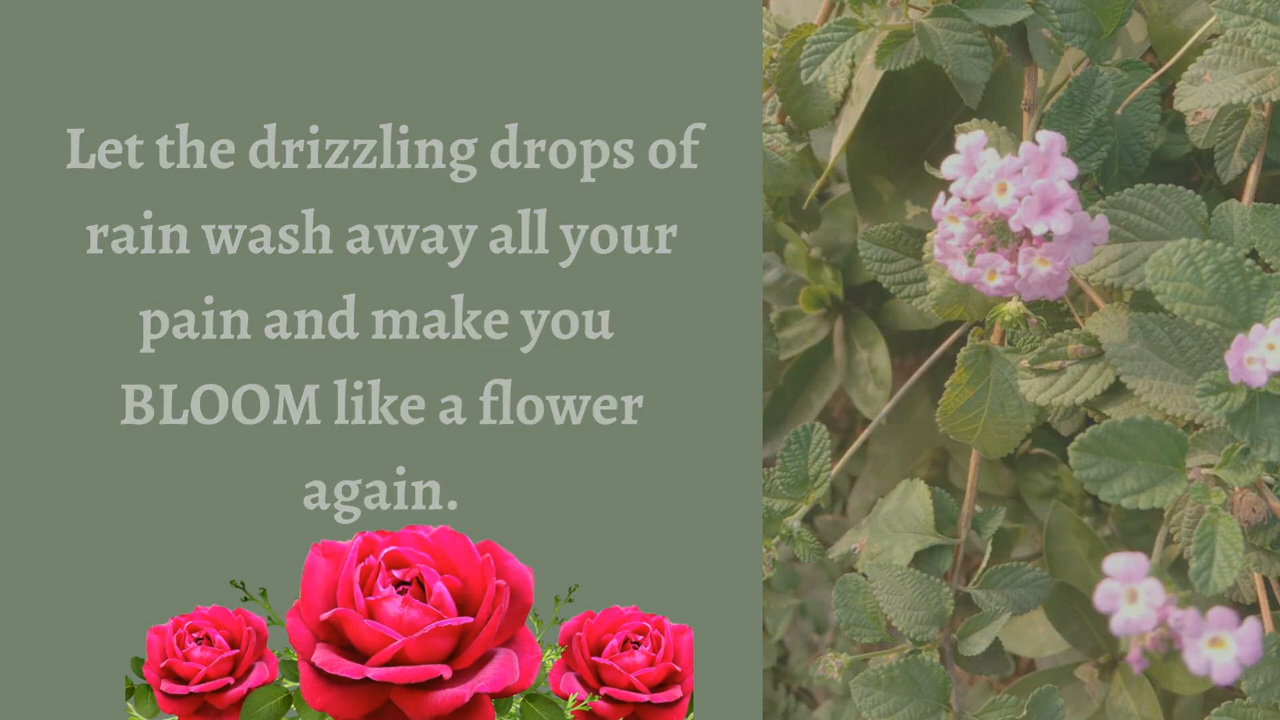 Let the drizzling drops of
rain wash away all your
pain and make you
BLOOM like a flower
again.